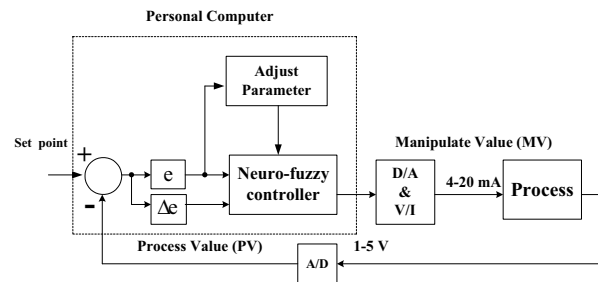 Personal Computer
Adjust
Parameter
Set point
+
-
e
Δe
Neuro-fuzzy
controller
Manipulate Value (MV)
D/A
&
V/I
4-20 mA
Process
Process Value (PV)
A/D
1-5 V